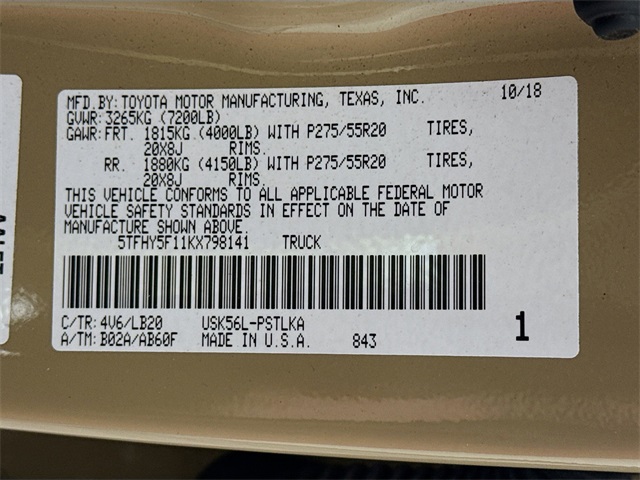 MFD.BY: TOYOTA MOTOR MANUFACTURING, TEXAS, INC. 10/18
GVWR: 3265KG (7200LB)
GAWR: FRT. 1815KG (4000LB) WITH P275/55R20 TIRES,
20X8J RIMS.
RR. 1880KG (4150LB) WITH P275/55R20 TIRES,
20X8J RIMS.
THIS VEHICLE CONFORMS TO ALL APPLICABLE FEDERAL MOTOR
VEHICLE SAFETY STANDARDS IN EFFECT ON THE DATE OF
MANUFACTURE SHOWN ABOVE.
5TFHY5F11KX798141 TRUCK
C/TR: 4V6/LB20 USK56L-PSTLKA
A/TM: B02A/AB60F MADE IN U.S.A. 843 1